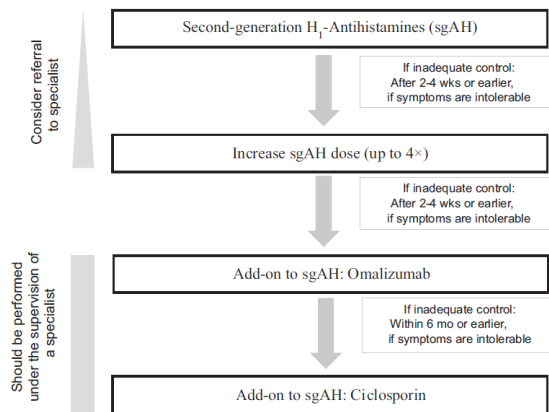 Second-generation H₁-Antihistamines (sgAH)
If inadequate control:
After 2-4 wks or earlier,
if symptoms are intolerable
Consider referral
to specialist
Increase sgAH dose (up to 4×)
If inadequate control:
After 2-4 wks or earlier,
if symptoms are intolerable
Add-on to sgAH: Omalizumab
If inadequate control:
Within 6 mo or earlier,
if symptoms are intolerable
Should be performed
under the supervision of
a specialist
Add-on to sgAH: Ciclosporin